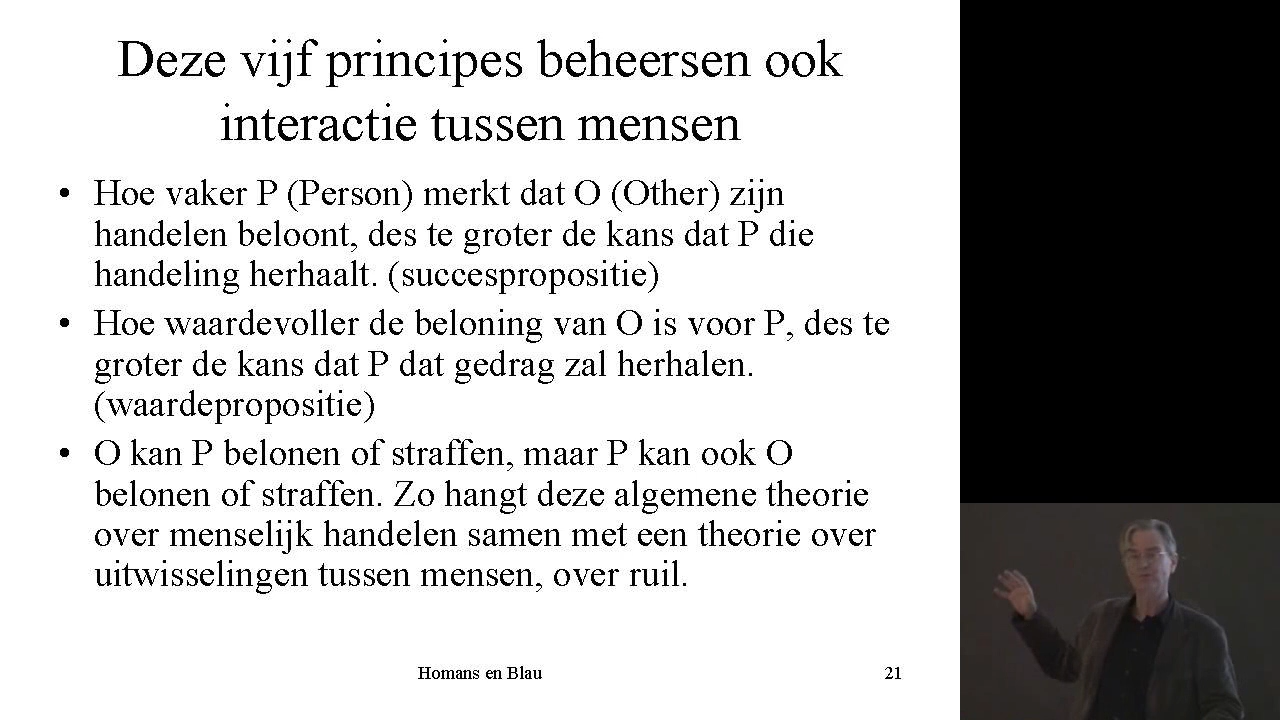 Deze vijf principes beheersen ook
interactie tussen mensen
• Hoe vaker P (Person) merkt dat O (Other) zijn
handelen beloont, des te groter de kans dat P die
handeling herhaalt. (succespropositie)
• Hoe waardevoller de beloning van O is voor P, des te
groter de kans dat P dat gedrag zal herhalen.
(waardepropositie)
• O kan P belonen of straffen, maar P kan ook O
belonen of straffen. Zo hangt deze algemene theorie
over menselijk handelen samen met een theorie over
uitwisselingen tussen mensen, over ruil.
Homans en Blau
21